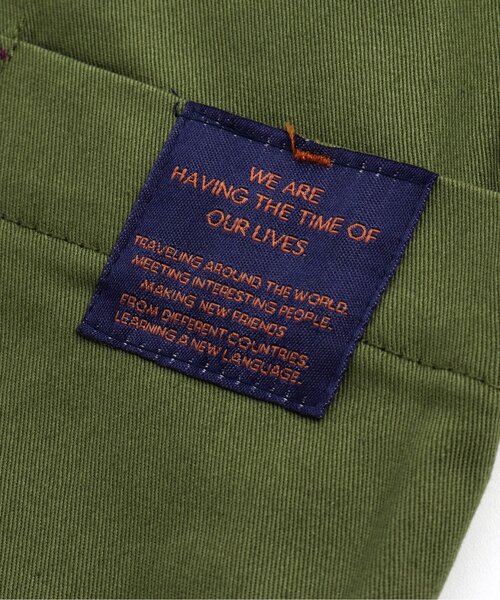 WE ARE
HAVING THE TIME OF
OUR LIVES.
TRAVELING AROUND THE WORLD.
MEETING INTERESTING PEOPLE.
MAKING NEW FRIENDS
FROM DIFFERENT COUNTRIES.
LEARNING A NEW LANGUAGE.